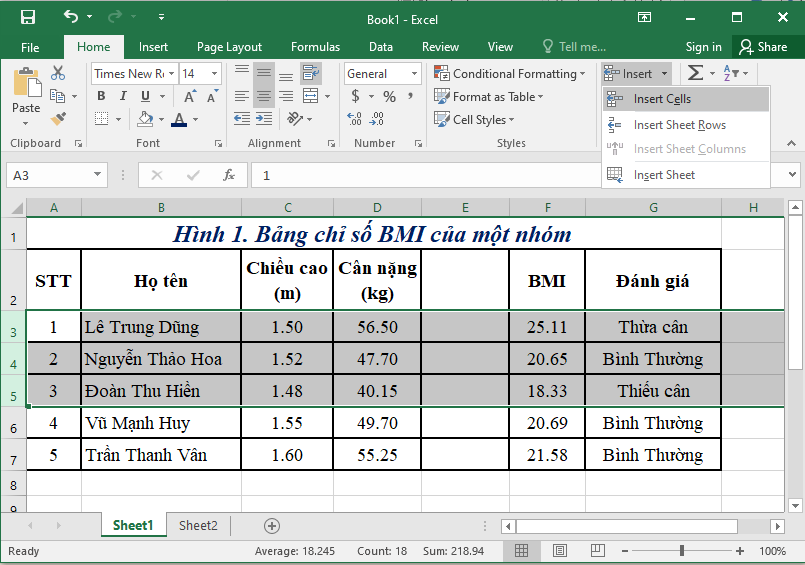 Book1 - Excel
File Home Insert Page Layout Formulas Data Review View Tell me... Sign in Share
Paste
Clipboard
Times New Ro 14
B I U A A
A
Font
Alignment
General
$ % ,
Number
Conditional Formatting
Format as Table
Cell Styles
Styles
Insert
Σ A Z
Insert Cells
Insert Sheet Rows
Insert Sheet Columns
Insert Sheet
A3 fx 1
A B C D E F G H
1 Hình 1. Bảng chỉ số BMI của một nhóm
2 STT Họ tên Chiều cao (m) Cân nặng (kg) BMI Đánh giá
3 1 Lê Trung Dũng 1.50 56.50 25.11 Thừa cân
4 2 Nguyễn Thảo Hoa 1.52 47.70 20.65 Bình Thường
5 3 Đoàn Thu Hiền 1.48 40.15 18.33 Thiếu cân
6 4 Vũ Mạnh Huy 1.55 49.70 20.69 Bình Thường
7 5 Trần Thanh Vân 1.60 55.25 21.58 Bình Thường
8
9
Sheet1 Sheet2
Ready Average: 18.245 Count: 18 Sum: 218.94 100%